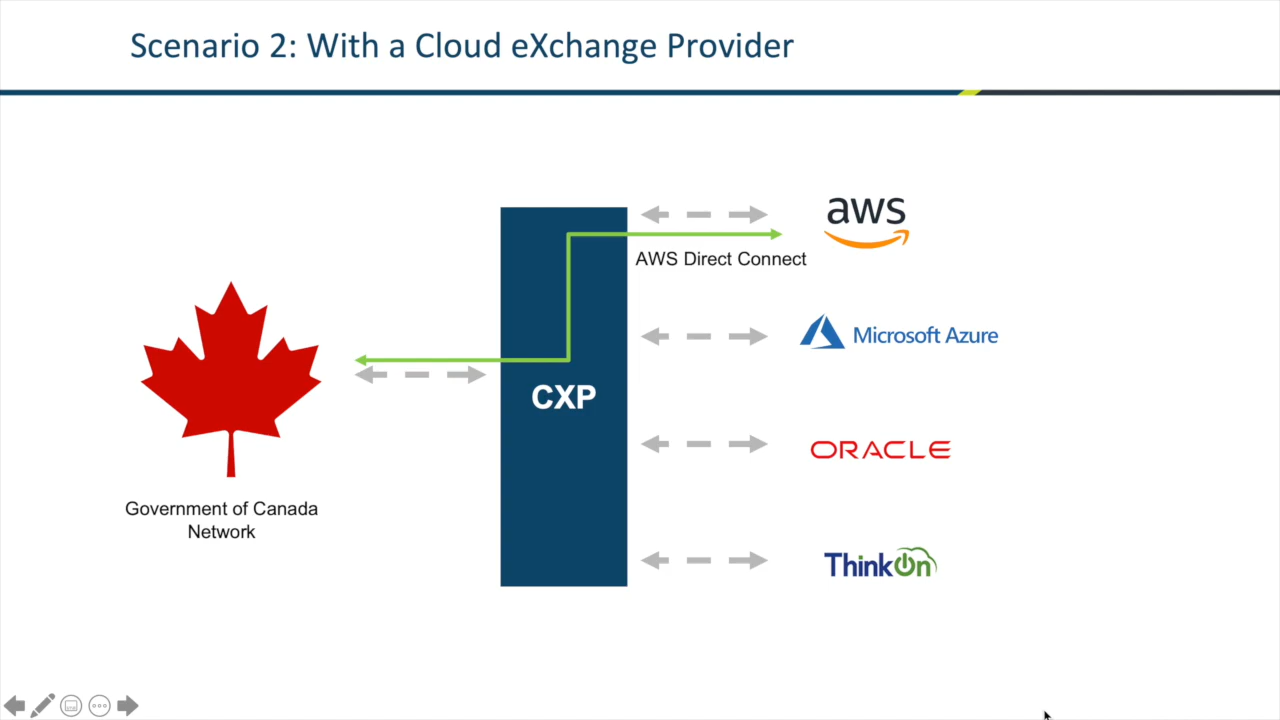 Scenario 2: With a Cloud eXchange Provider
aws
AWS Direct Connect
Microsoft Azure
CXP
ORACLE
Government of Canada
Network
ThinkOn